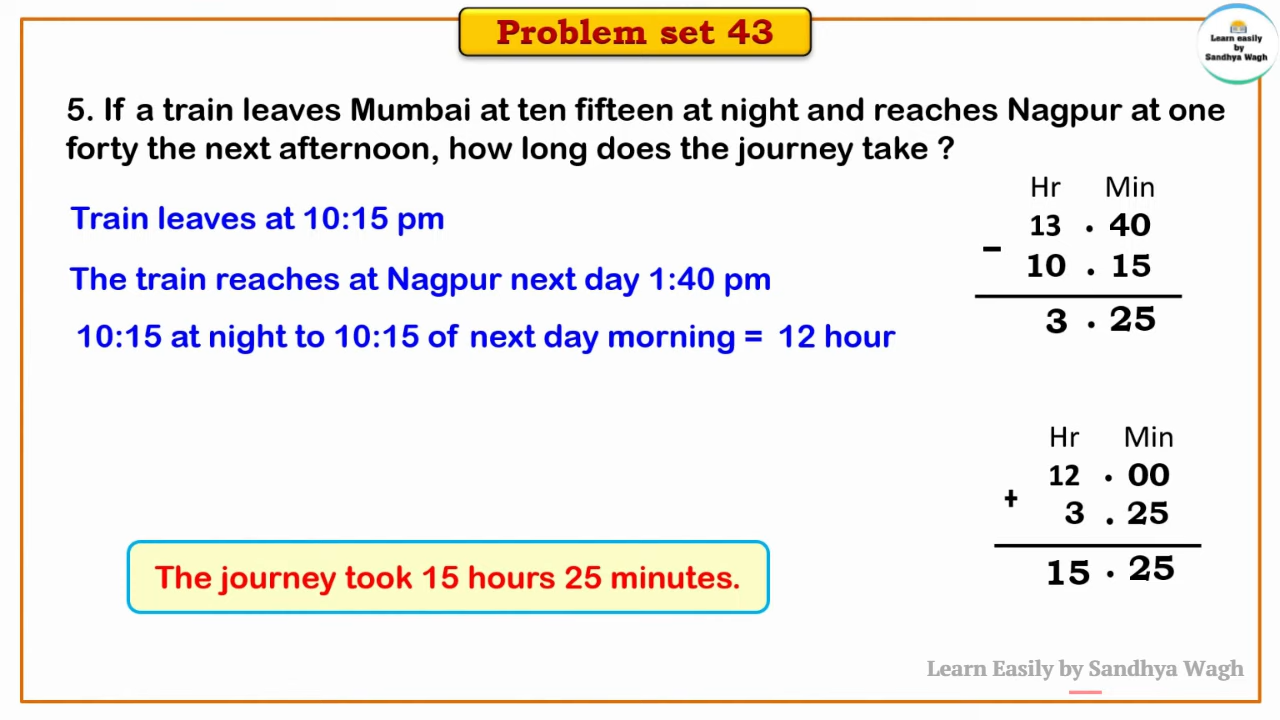 Problem set 43
Learn easily
by
Sandhya Wagh
5. If a train leaves Mumbai at ten fifteen at night and reaches Nagpur at one
forty the next afternoon, how long does the journey take ?
Train leaves at 10:15 pm
The train reaches at Nagpur next day 1:40 pm
10:15 at night to 10:15 of next day morning = 12 hour
Hr Min
13 . 40
- 10 . 15
3 . 25
Hr Min
12 . 00
+ 3 . 25
15 . 25
The journey took 15 hours 25 minutes.
Learn Easily by Sandhya Wagh